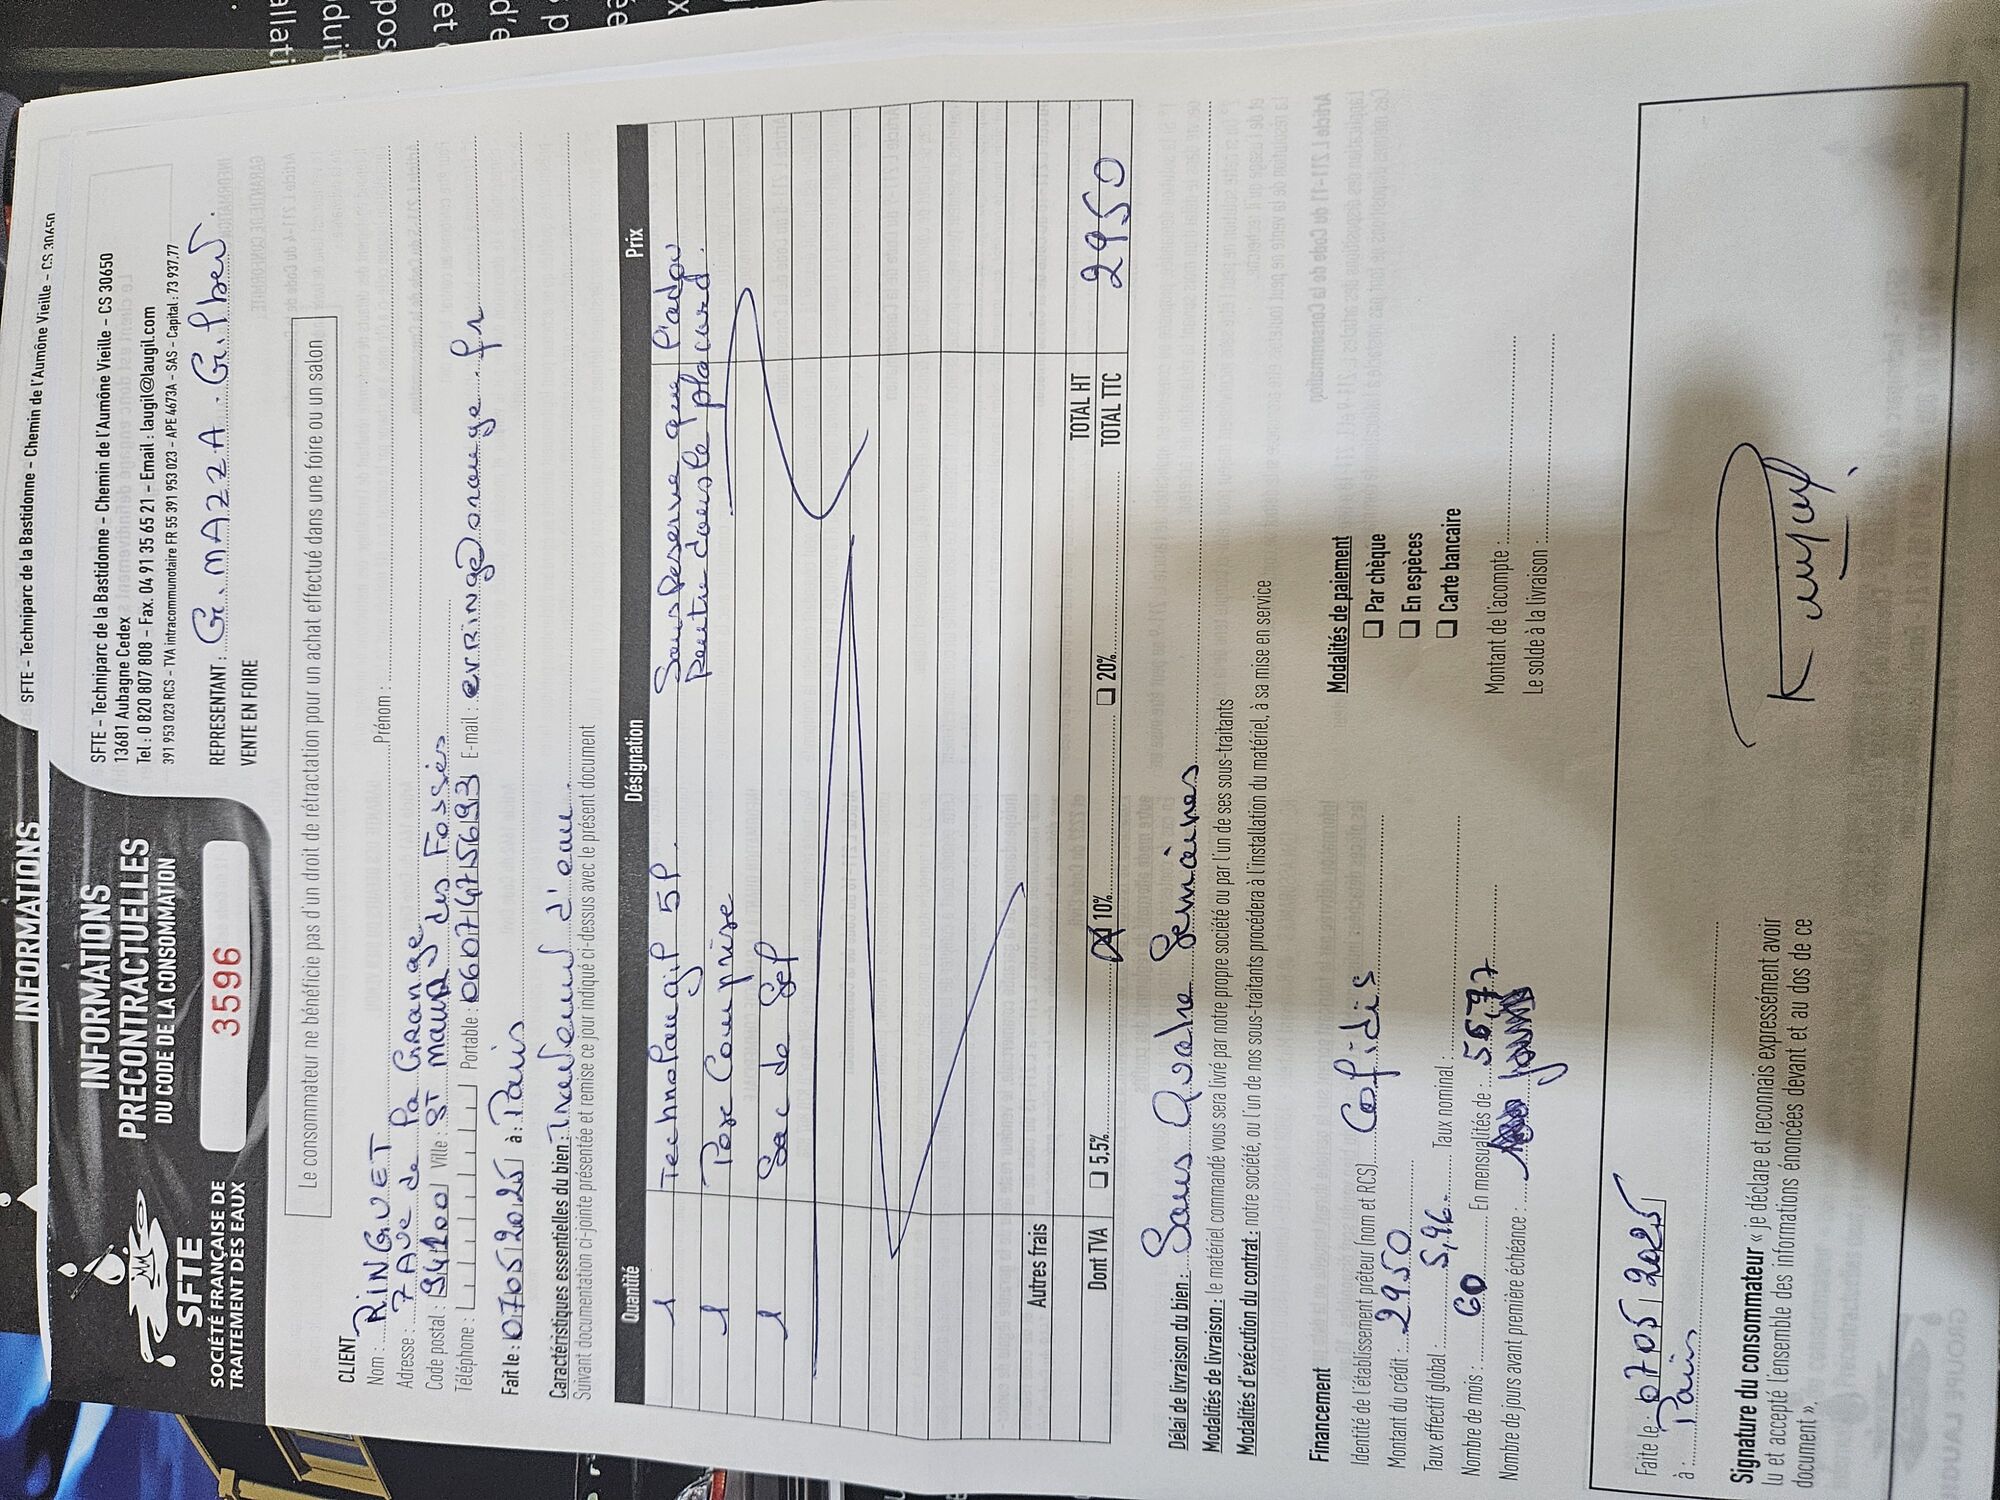 SFTE - Techniparc de la Bastidonne - Chemin de l'Aumône Vieille - CS 30650
INFORMATIONS
INFORMATIONS
PRECONTRACTUELLES
DU CODE DE LA CONSOMMATION
3596
SFTE
SOCIÉTÉ FRANÇAISE DE
TRAITEMENT DES EAUX
SFTE - Techniparc de la Bastidonne - Chemin de l'Aumône Vieille - CS 30650
13681 Aubagne Cedex
Tel : 0 820 807 808 - Fax. 04 91 35 65 21 - Email : laugil@laugil.com
391 953 023 RCS - TVA intracommunotaire FR 55 391 953 023 - APE 4673A - SAS - Capital : 73 937,77
REPRESENTANT : G. MAZZA. Gilbert.
VENTE EN FOIRE
Le consommateur ne bénéficie pas d'un droit de rétractation pour un achat effectué dans une foire ou un salon
CLIENT
Nom : RINGUET Prénom :
Adresse : 7 Ave de la GRANGE
Code postal : 94100 Ville : ST MAUR des Fossés
Téléphone : Portable : 0607475693 E-mail : evringe@orange.fr
Fait le : 07052025 à : Paris
Caractéristiques essentielles du bien : Traitement d'eau.
Suivant documentation ci-jointe présentée et remise ce jour indiqué ci-dessus avec le présent document
Quantité Désignation Prix
1 Technolaugil 5P. Sous Reserve que l'adou
1 Pose Comprise rentre dans le placard.
1 Sac de Sel
Autres frais
TOTAL HT
Dont TVA 5,5% 10% 20% TOTAL TTC 2950
Délai de livraison du bien : Sous Quatre Semaines
Modalités de livraison : le matériel commandé vous sera livré par notre propre société ou par l'un de ses sous-traitants
Modalités d'exécution du contrat : notre société, ou l'un de nos sous-traitants procédera à l'installation du matériel, à sa mise en service
Financement
Identité de l'établissement prêteur (nom et RCS) Cofidis
Montant du crédit : 2950
Taux effectif global : 5,96 Taux nominal :
Nombre de mois : 60 En mensualités de : 56,97
Nombre de jours avant première échéance :
Modalités de paiement
Par chèque
En espèces
Carte bancaire
Montant de l'acompte :
Le solde à la livraison :
Faite le : 07052025
à : Paris
Signature du consommateur « je déclare et reconnais expressément avoir
lu et accepté l'ensemble des informations énoncées devant et au dos de ce
document ».